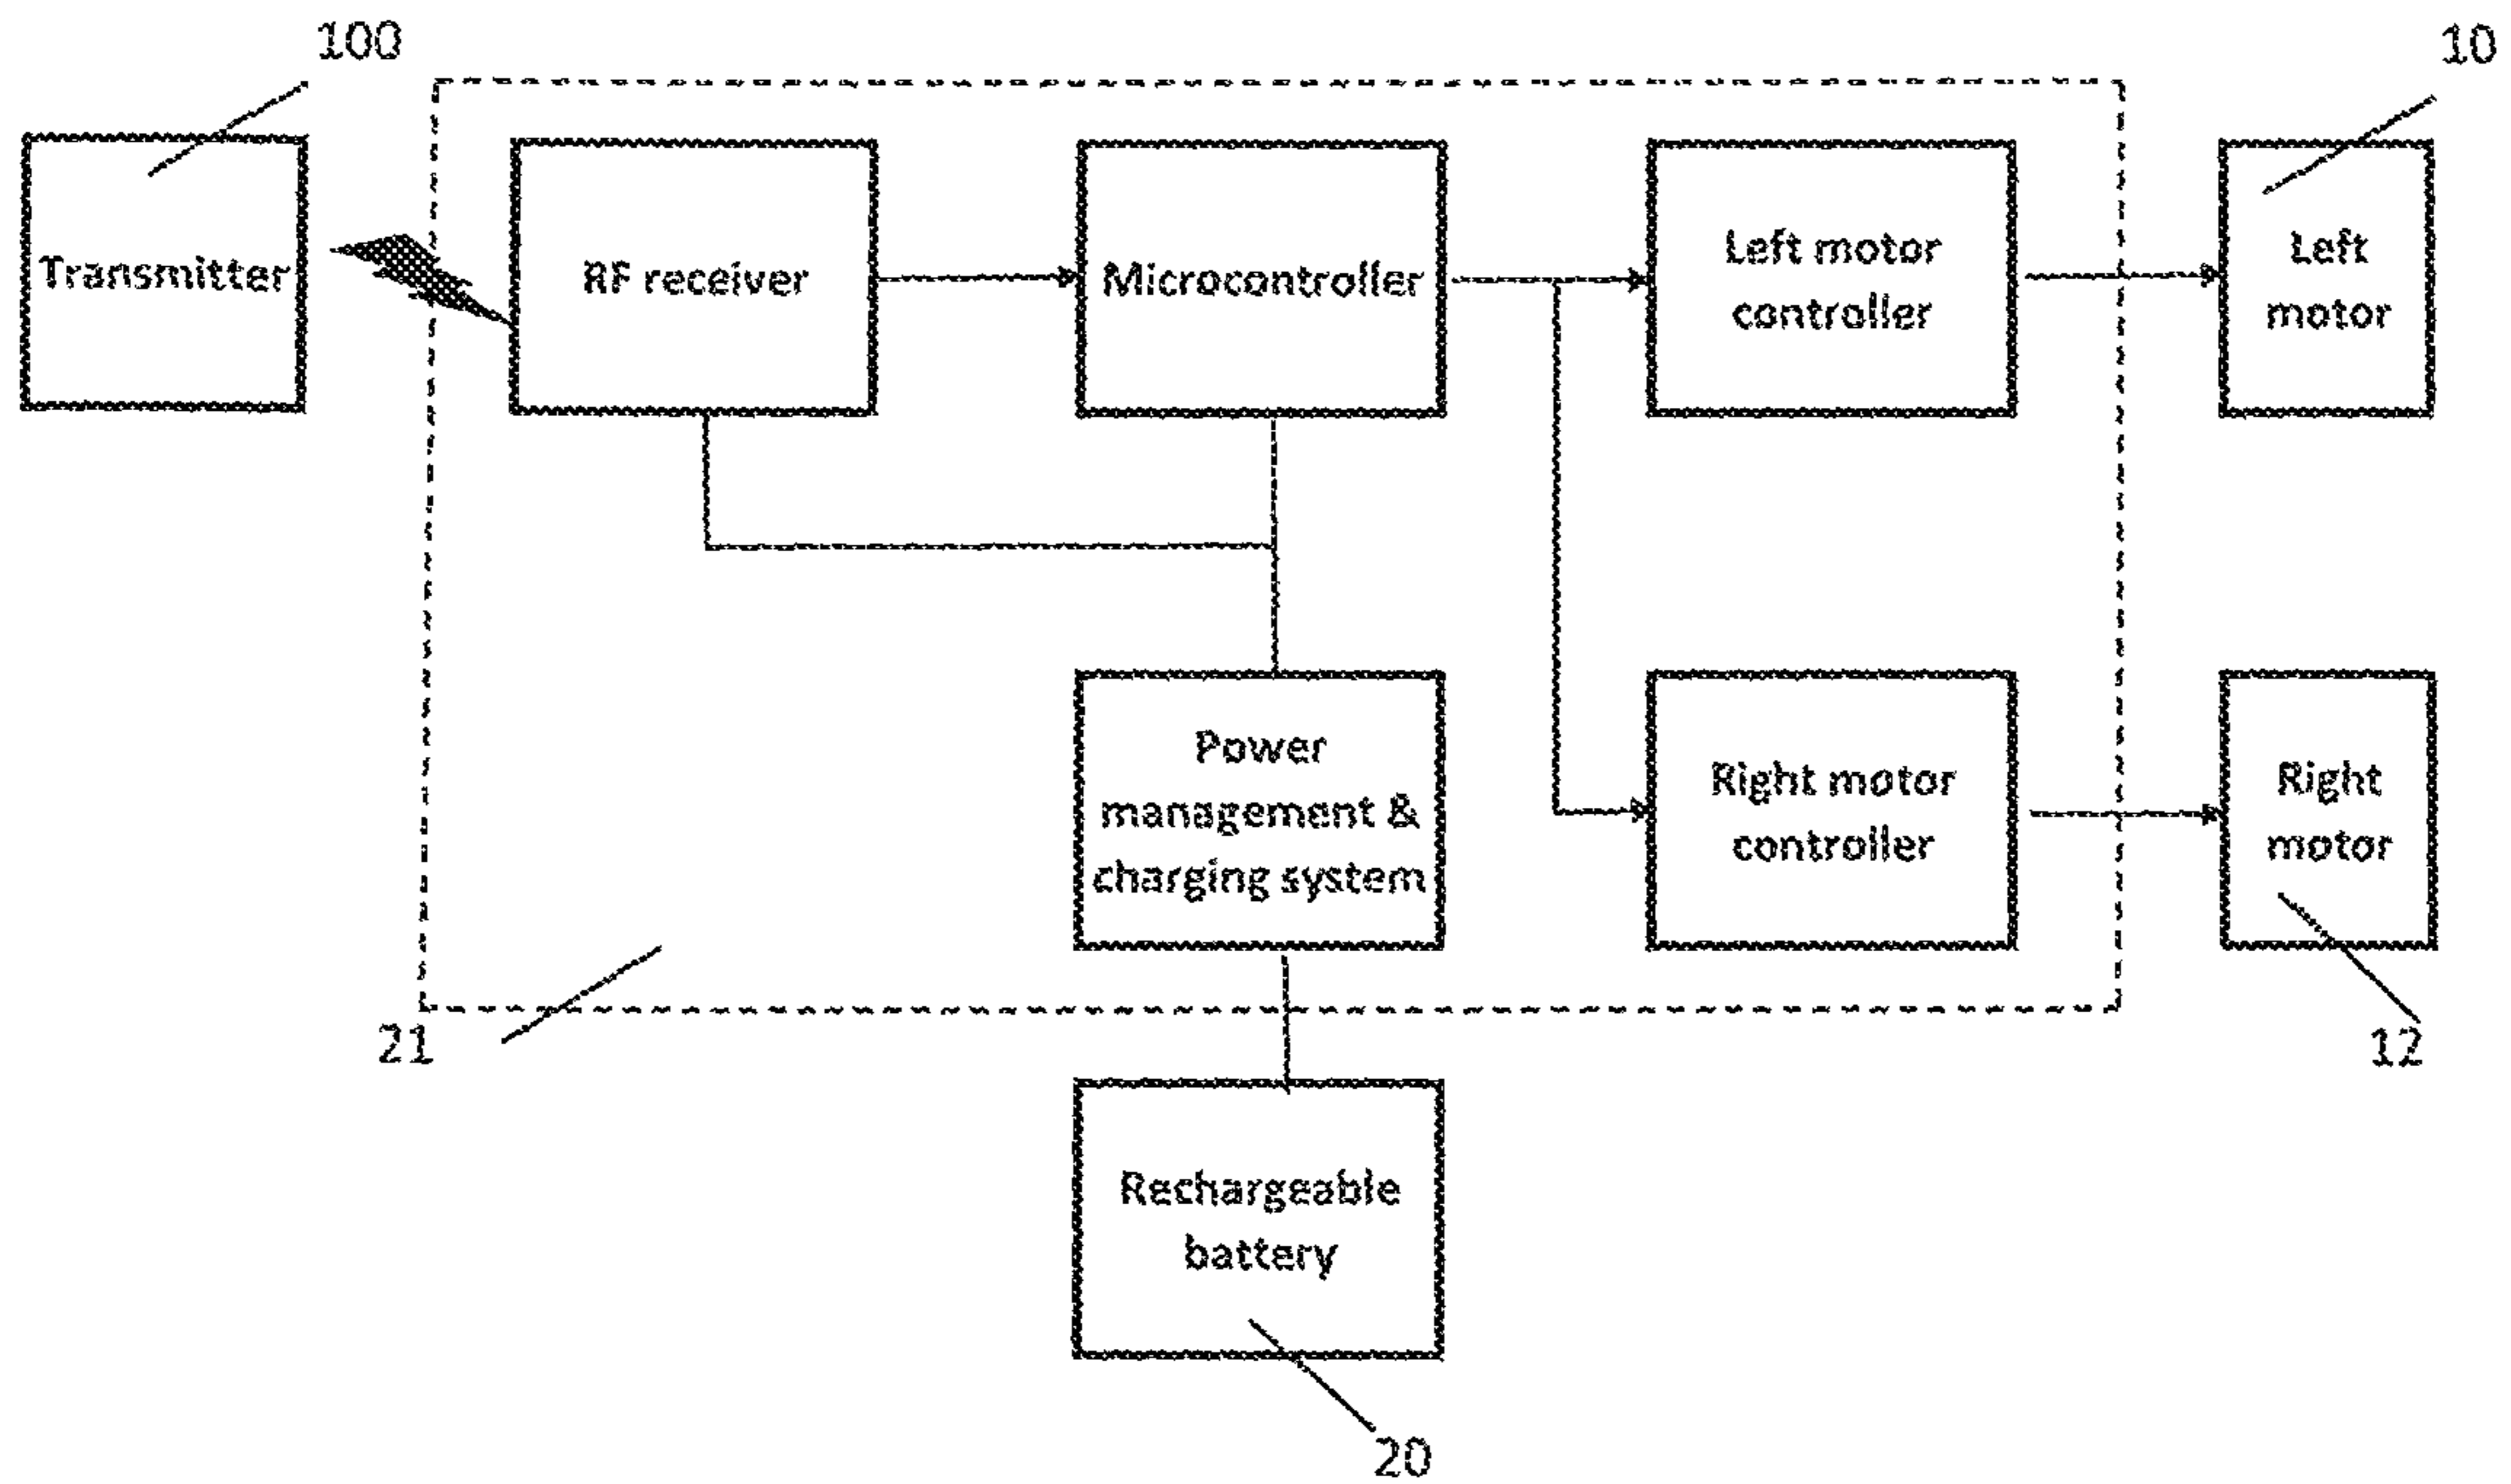 100
10
Transmitter
RF receiver
Microcontroller
Left motor
controller
Left
motor
Power
management &
charging system
Right motor
controller
Right
motor
21
12
Rechargeable
battery
20